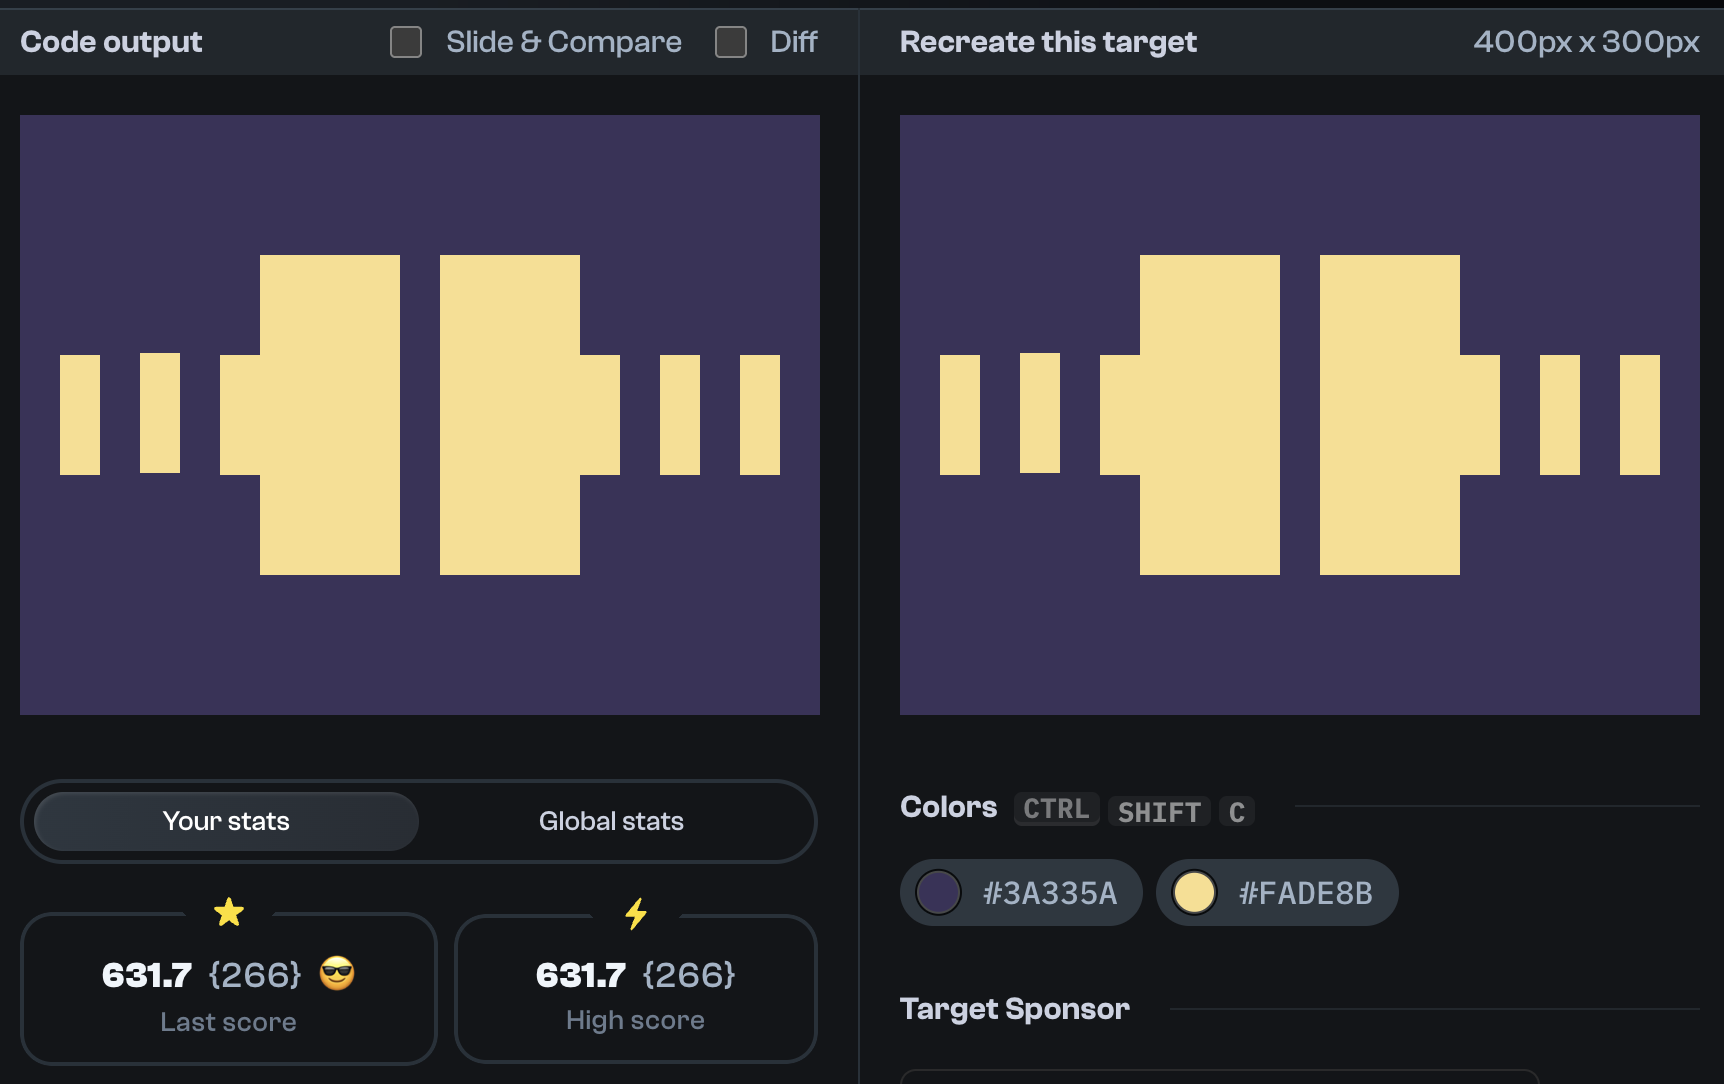 Code output
Slide & Compare
Diff
Recreate this target
400px x 300px
Your stats
Global stats
631.7 {266} 😎
Last score
631.7 {266}
High score
Colors CTRL SHIFT C
#3A335A
#FADE8B
Target Sponsor